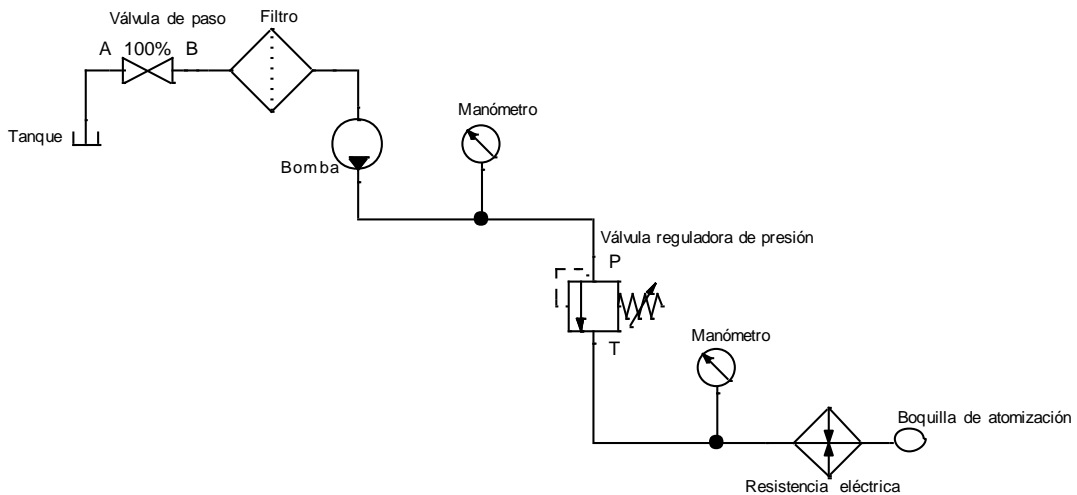 Válvula de paso
Filtro
A 100% B
Tanque
Bomba
Manómetro
Válvula reguladora de presión
P
T
Manómetro
Boquilla de atomización
Resistencia eléctrica